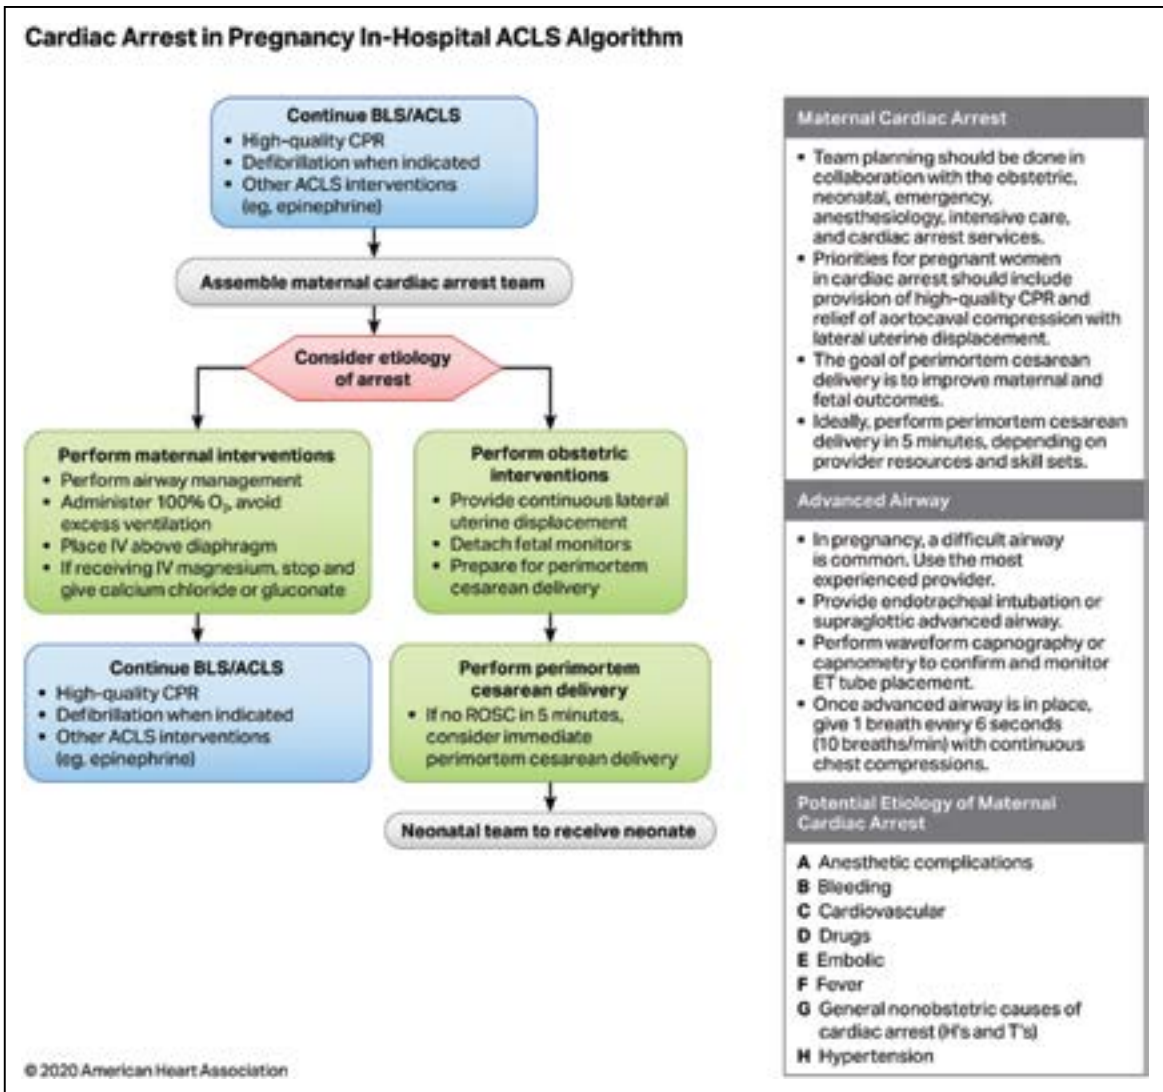 Cardiac Arrest in Pregnancy In-Hospital ACLS Algorithm
Continue BLS/ACLS
• High-quality CPR
• Defibrillation when indicated
• Other ACLS interventions
(eg, epinephrine)
Assemble maternal cardiac arrest team
Consider etiology
of arrest
Perform maternal interventions
• Perform airway management
• Administer 100% O₂, avoid
excess ventilation
• Place IV above diaphragm
• If receiving IV magnesium, stop and
give calcium chloride or gluconate
Continue BLS/ACLS
• High-quality CPR
• Defibrillation when indicated
• Other ACLS interventions
(eg, epinephrine)
Perform obstetric
interventions
• Provide continuous lateral
uterine displacement
• Detach fetal monitors
• Prepare for perimortem
cesarean delivery
Perform perimortem
cesarean delivery
• If no ROSC in 5 minutes,
consider immediate
perimortem cesarean delivery
Neonatal team to receive neonate
Maternal Cardiac Arrest
• Team planning should be done in
collaboration with the obstetric,
neonatal, emergency,
anesthesiology, intensive care,
and cardiac arrest services.
• Priorities for pregnant women
in cardiac arrest should include
provision of high-quality CPR and
relief of aortocaval compression with
lateral uterine displacement.
• The goal of perimortem cesarean
delivery is to improve maternal and
fetal outcomes.
• Ideally, perform perimortem cesarean
delivery in 5 minutes, depending on
provider resources and skill sets.
Advanced Airway
• In pregnancy, a difficult airway
is common. Use the most
experienced provider.
• Provide endotracheal intubation or
supraglottic advanced airway.
• Perform waveform capnography or
capnometry to confirm and monitor
ET tube placement.
• Once advanced airway is in place,
give 1 breath every 6 seconds
(10 breaths/min) with continuous
chest compressions.
Potential Etiology of Maternal
Cardiac Arrest
A Anesthetic complications
B Bleeding
C Cardiovascular
D Drugs
E Embolic
F Fever
G General nonobstetric causes of
cardiac arrest (H's and T's)
H Hypertension
© 2020 American Heart Association